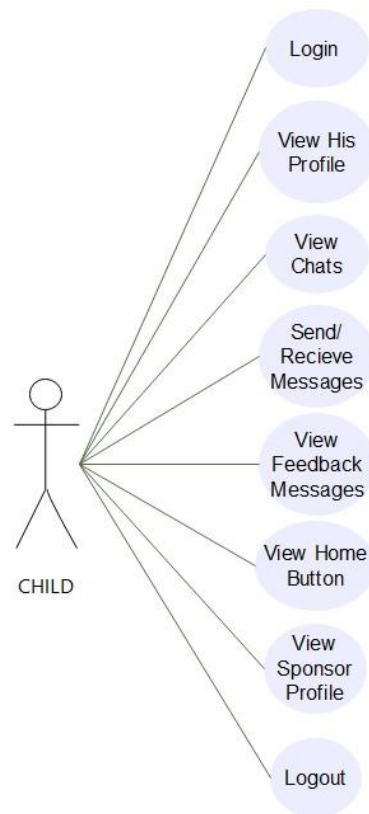 Login
View His
Profile
View
Chats
Send/
Recieve
Messages
View
Feedback
Messages
View Home
Button
CHILD
View
Sponsor
Profile
Logout